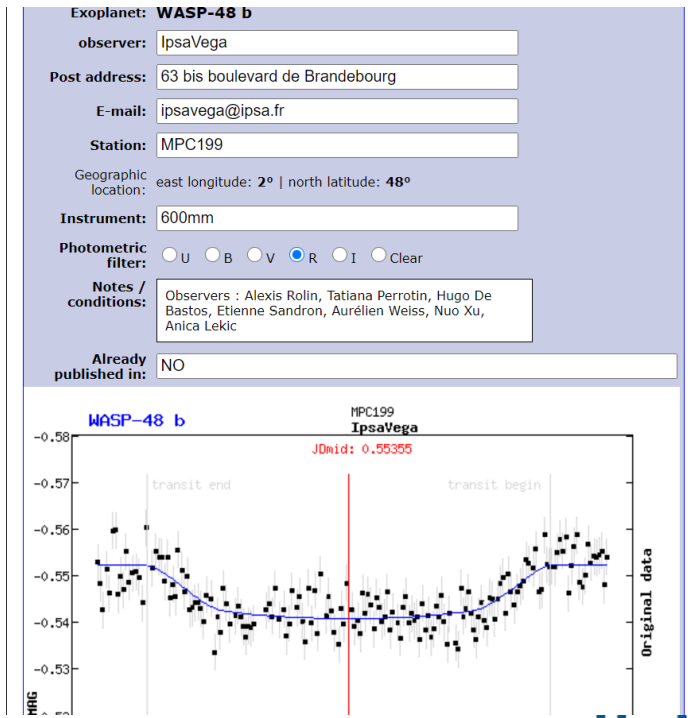 Exoplanet: WASP-48 b
observer: IpsaVega
Post address: 63 bis boulevard de Brandebourg
E-mail: ipsavega@ipsa.fr
Station: MPC199
Geographic
location: east longitude: 2º | north latitude: 48º
Instrument: 600mm
Photometric
filter: U B V R I Clear
Notes /
conditions: Observers : Alexis Rolin, Tatiana Perrotin, Hugo De
Bastos, Etienne Sandron, Aurélien Weiss, Nuo Xu,
Anica Lekic
Already
published in: NO
WASP-48 b
MPC199
IpsaVega
JDmid: 0.55355
transit end
transit begin
-0.58
-0.57
-0.56
-0.55
-0.54
-0.53
Original data
MAG